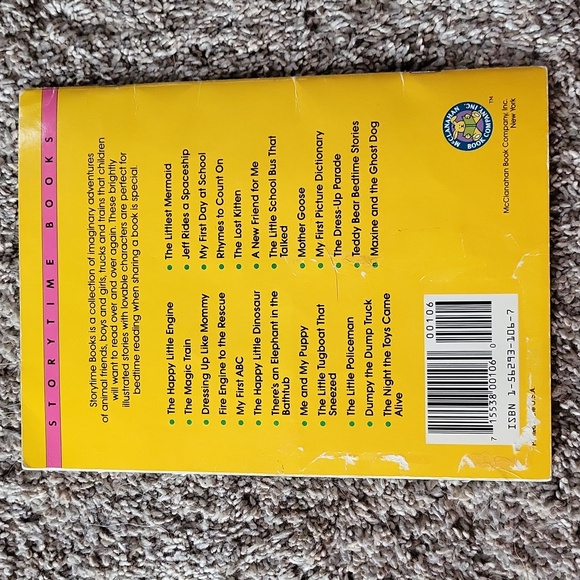 STORYTIME BOOKS
Storytime Books is a collection of imaginary adventures
of animal friends, boys and girls, trucks and trains that children
will want to read over and over again. These brightly
illustrated stories with lovable characters are perfect for
bedtime reading when sharing a book is special.
• The Happy Little Engine
• The Magic Train
• Dressing Up Like Mommy
• Fire Engine to the Rescue
• My First ABC
• The Happy Little Dinosaur
• There's an Elephant in the
Bathtub
• Me and My Puppy
• The Little Tugboat That
Sneezed
• The Little Policeman
• Dumpy the Dump Truck
• The Night the Toys Came
Alive
• The Littlest Mermaid
• Jeff Rides a Spaceship
• My First Day at School
• Rhymes to Count On
• The Lost Kitten
• A New Friend for Me
• The Little School Bus That
Talked
• Mother Goose
• My First Picture Dictionary
• The Dress-Up Parade
• Teddy Bear Bedtime Stories
• Maxine and the Ghost Dog
00106
7 15538 00106 0
ISBN 1-56293-106-7
McCLANAHAN
BOOK COMPANY, INC.
TM
McClanahan Book Company, Inc.
New York